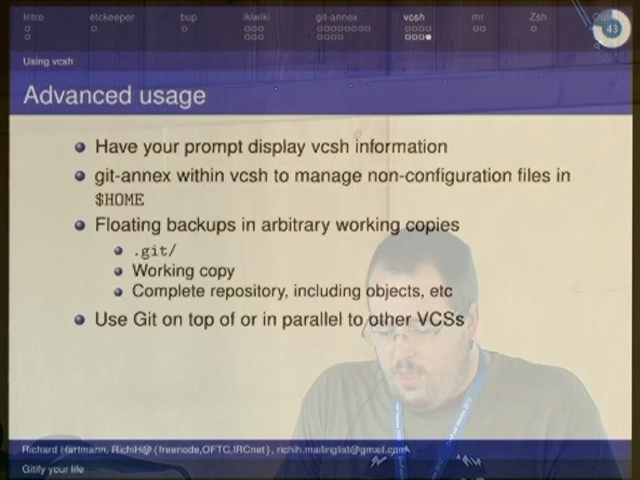 Intro etckeeper bup ikiwiki git-annex vcsh mr Zsh
43
Using vcsh
Advanced usage
Have your prompt display vcsh information
git-annex within vcsh to manage non-configuration files in
$HOME
Floating backups in arbitrary working copies
.git/
Working copy
Complete repository, including objects, etc
Use Git on top of or in parallel to other VCSs
Richard Hartmann, RichiH@{freenode,OFTC,IRCnet}, richih.mailinglist@gmail.com
Gitify your life